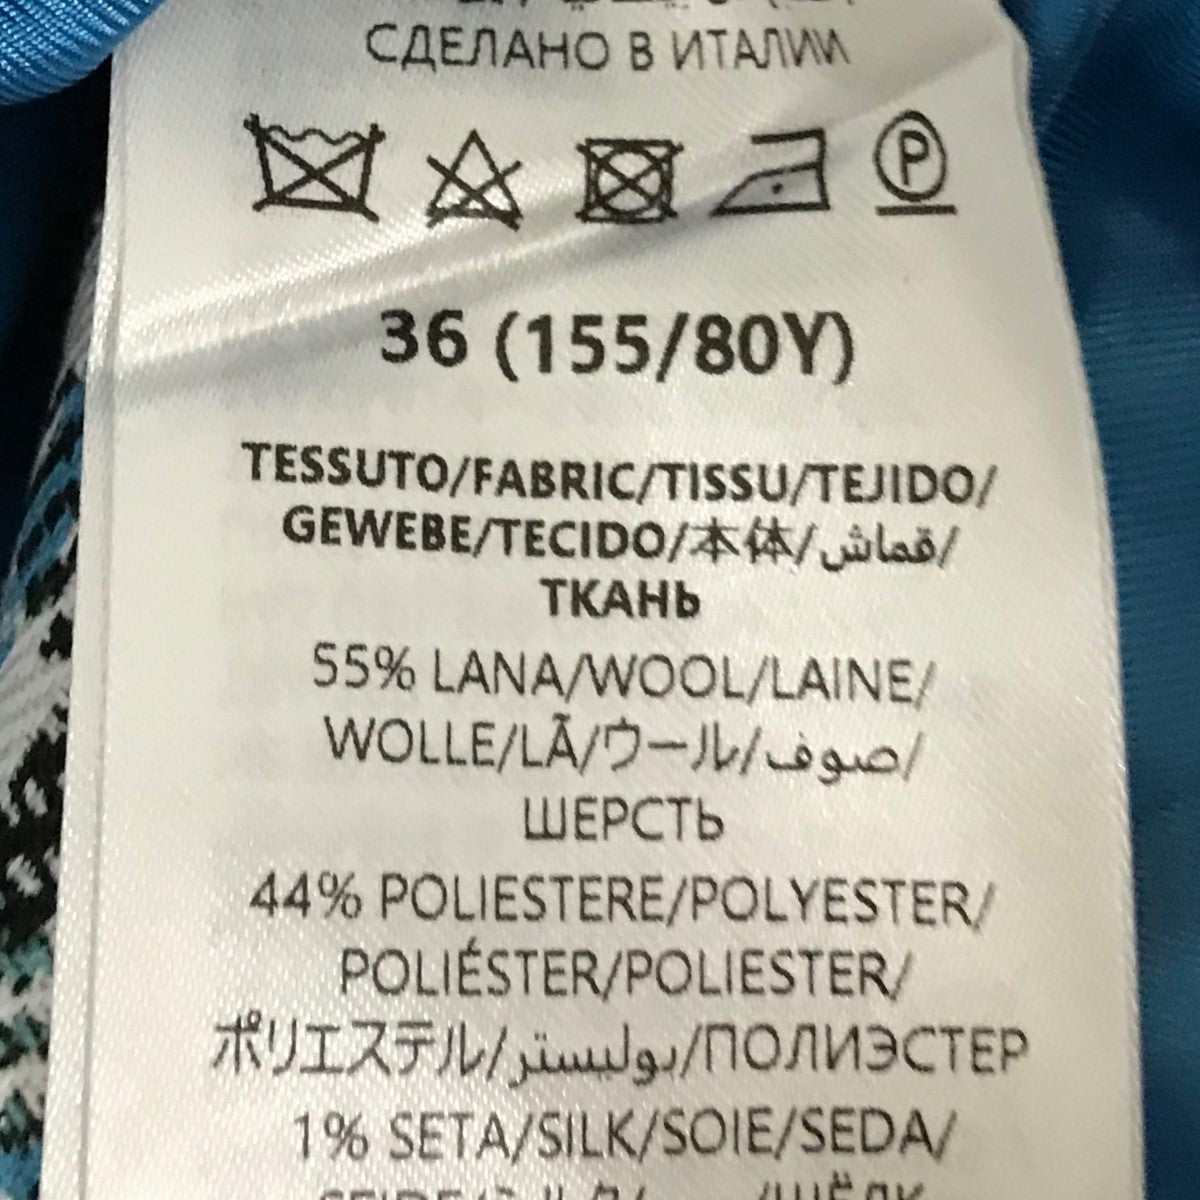 СДЕЛАНО В ИТАЛИИ
P
36 (155/80Y)
TESSUTO/FABRIC/TISSU/TEJIDO/
GEWEBE/TECIDO/本体/قماش/
ТКАНЬ
55% LANA/WOOL/LAINE/
WOLLE/LÃ/ウール/صوف/
ШЕРСТЬ
44% POLIESTERE/POLYESTER/
POLIÉSTER/POLIESTER/
ポリエステル/بوليستر/ПОЛИЭСТЕР
1% SETA/SILK/SOIE/SEDA/